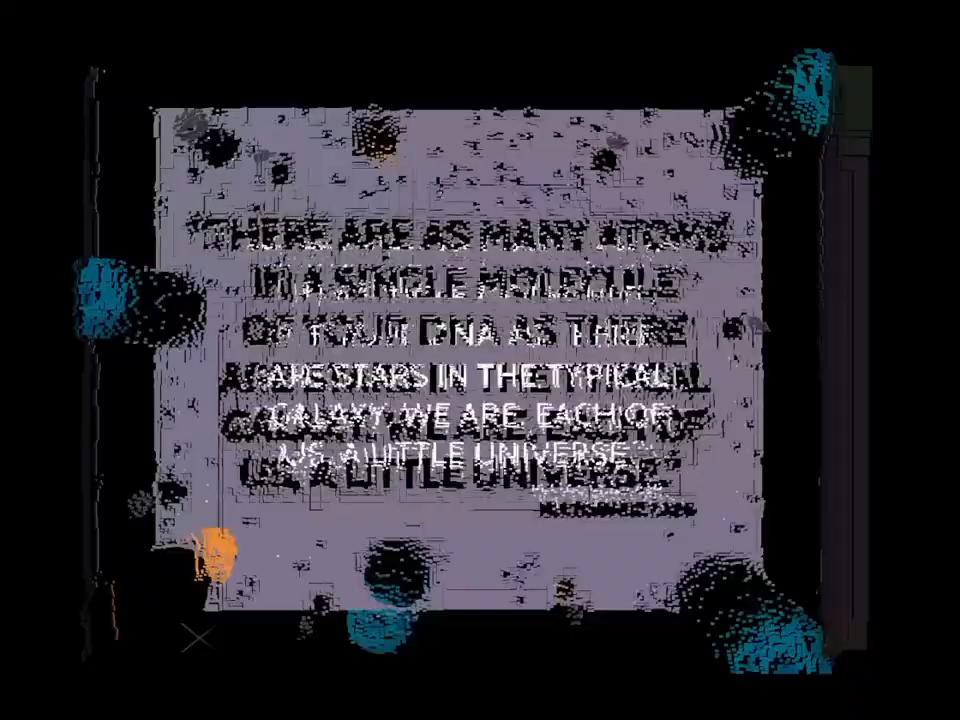 "THERE ARE AS MANY ATOMS
IN A SINGLE MOLECULE
OF YOUR DNA AS THERE
ARE STARS IN THE TYPICAL
GALAXY. WE ARE, EACH OF
US, A LITTLE UNIVERSE."